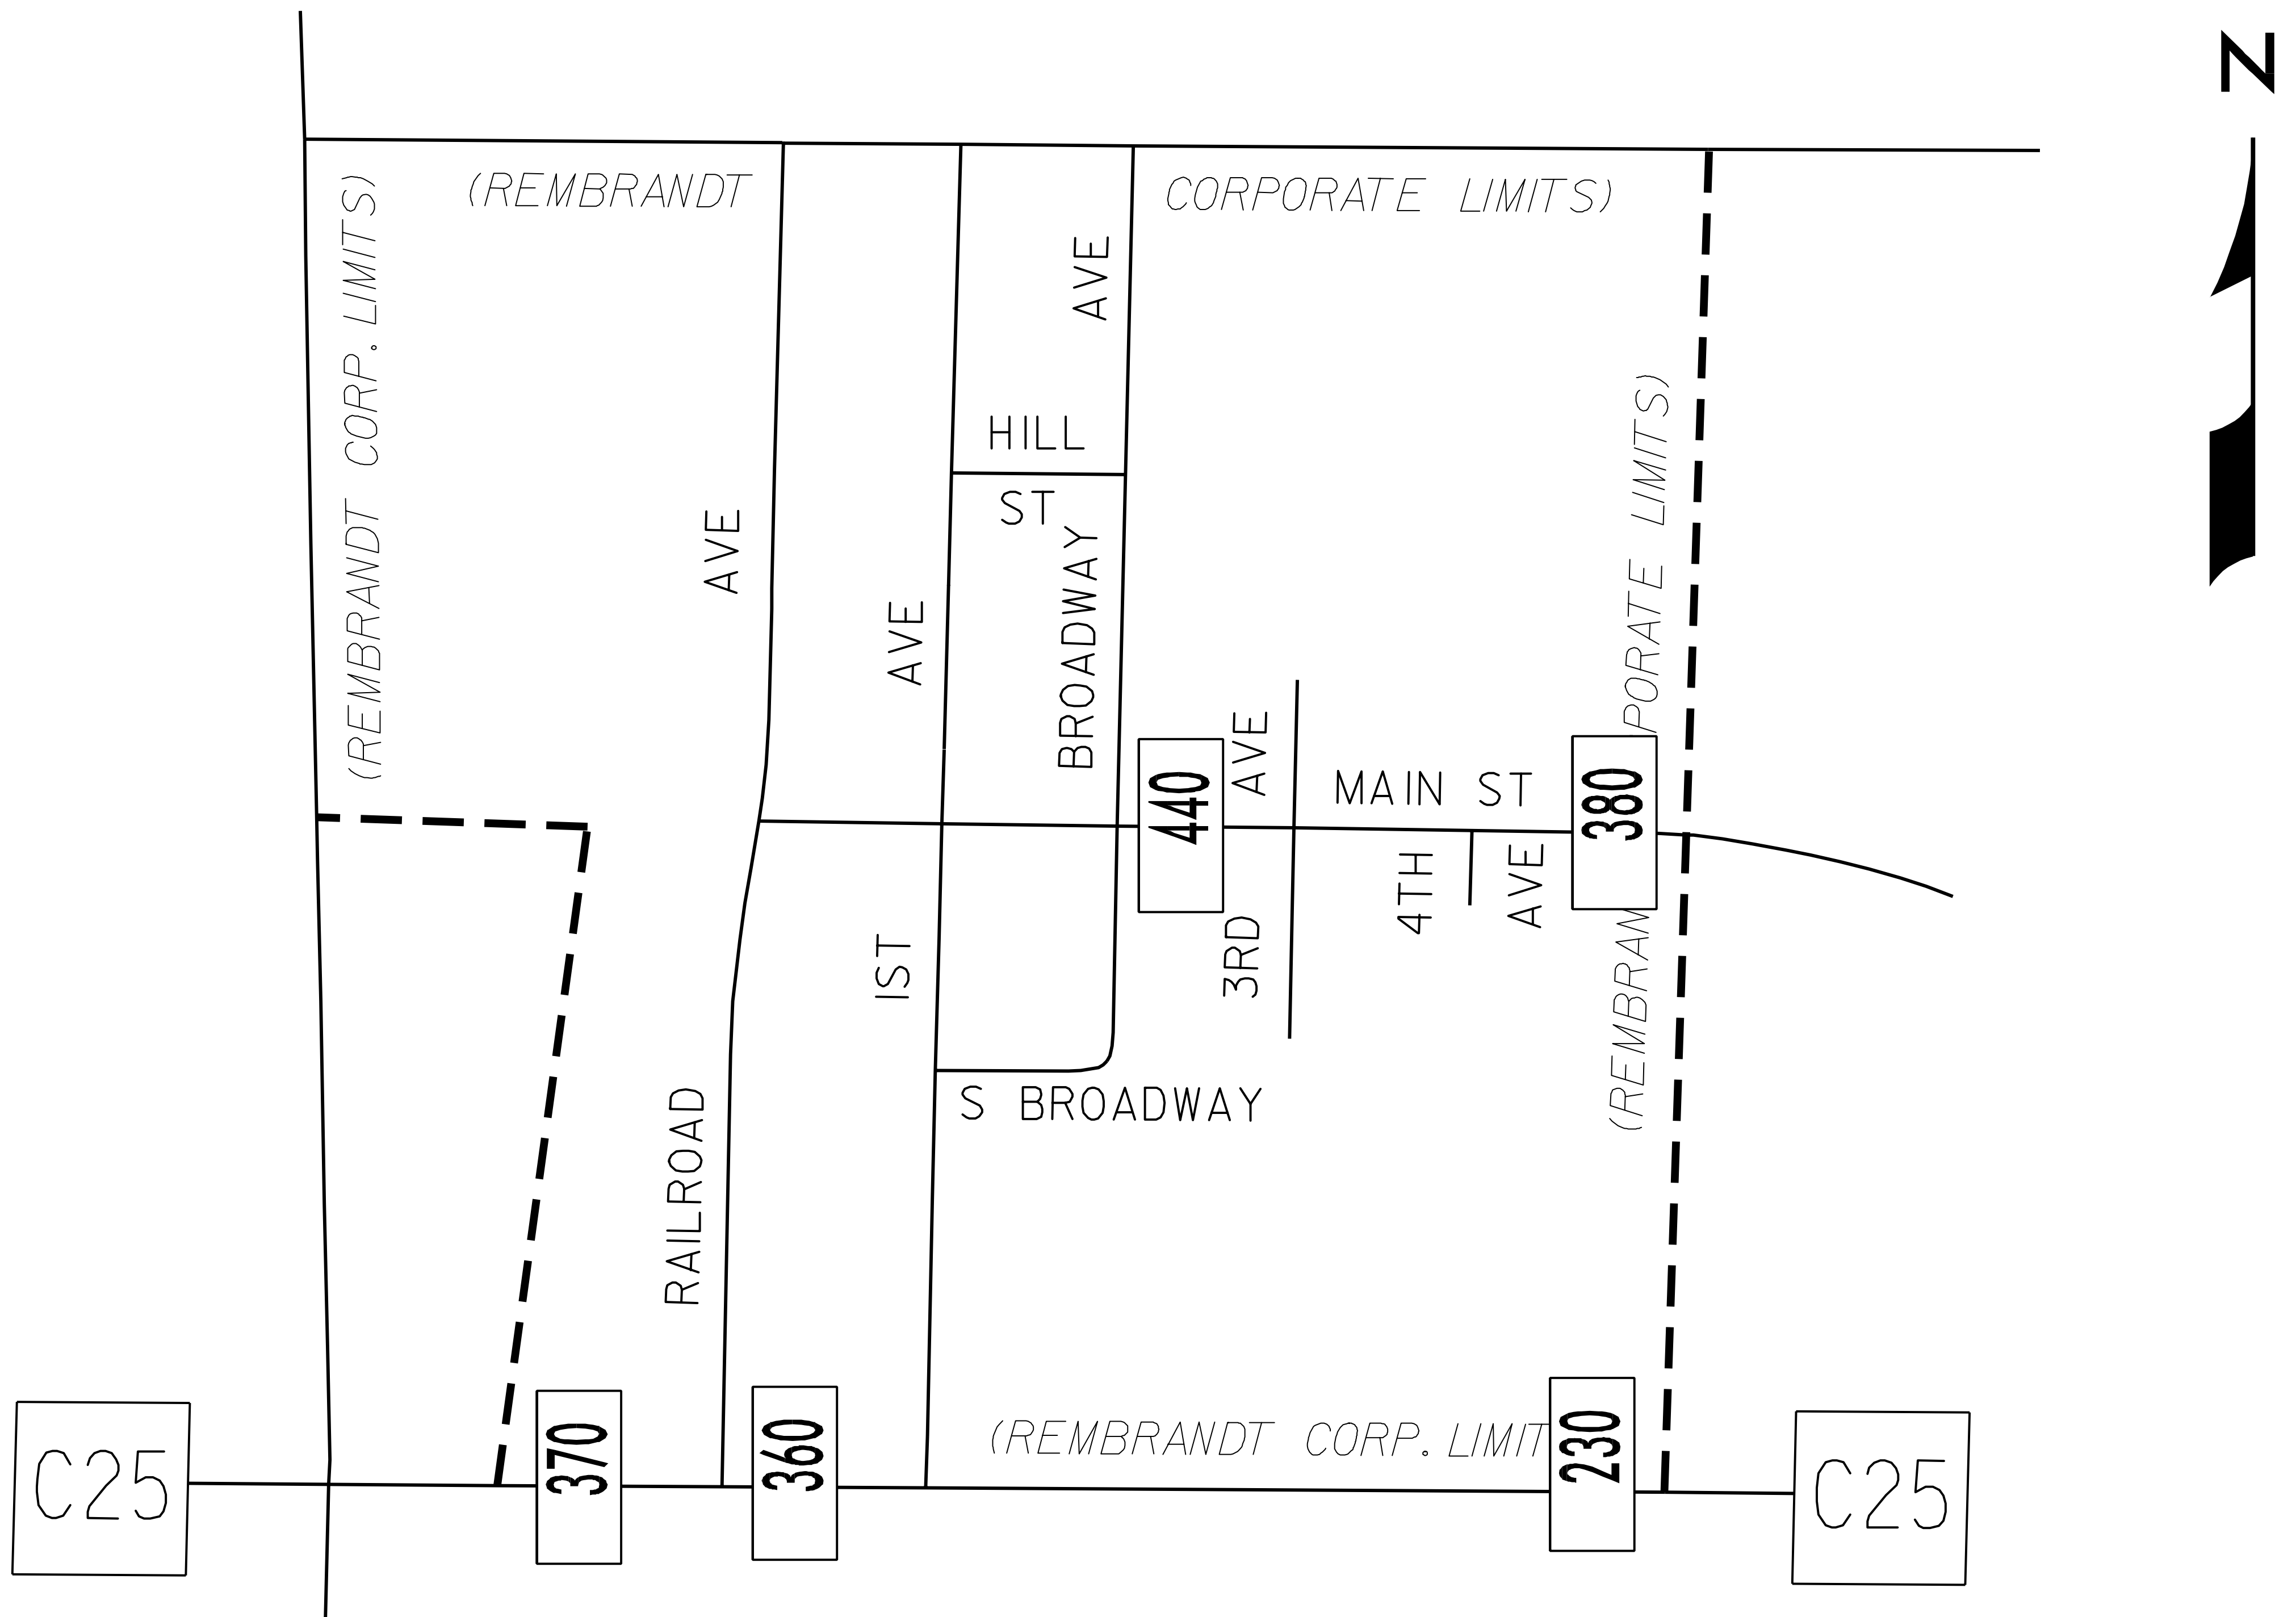 N
(REMBRANDT CORPORATE LIMITS)
(REMBRANDT CORP. LIMITS)
AVE
HILL
ST
AVE
AVE
BROADWAY
PORATE LIMITS)
440
AVE
MAIN ST
380
4TH
AVE
3RD
IST
(REMBRAN
S BROADWAY
RAILROAD
C25
370
360
(REMBRANDT CORP. LIMIT
230
C25